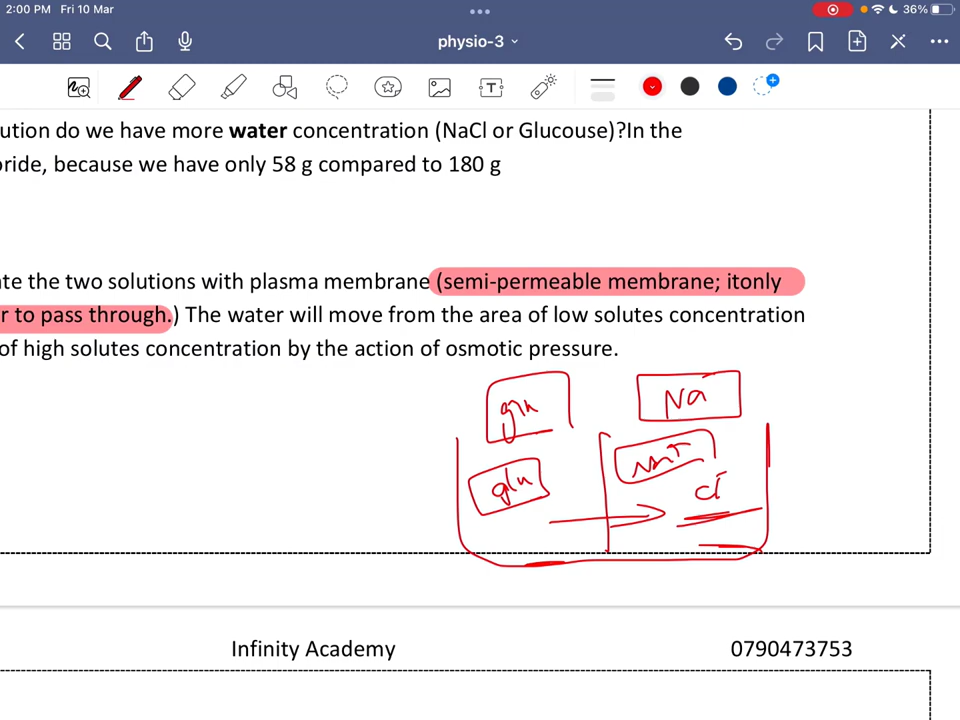 2:00 PM Fri 10 Mar
36%
physio-3
ution do we have more water concentration (NaCl or Glucouse)?In the
oride, because we have only 58 g compared to 180 g
ate the two solutions with plasma membrane (semi-permeable membrane; itonly
r to pass through.) The water will move from the area of low solutes concentration
of high solutes concentration by the action of osmotic pressure.
glu
Na
glu
Cl
Infinity Academy
0790473753